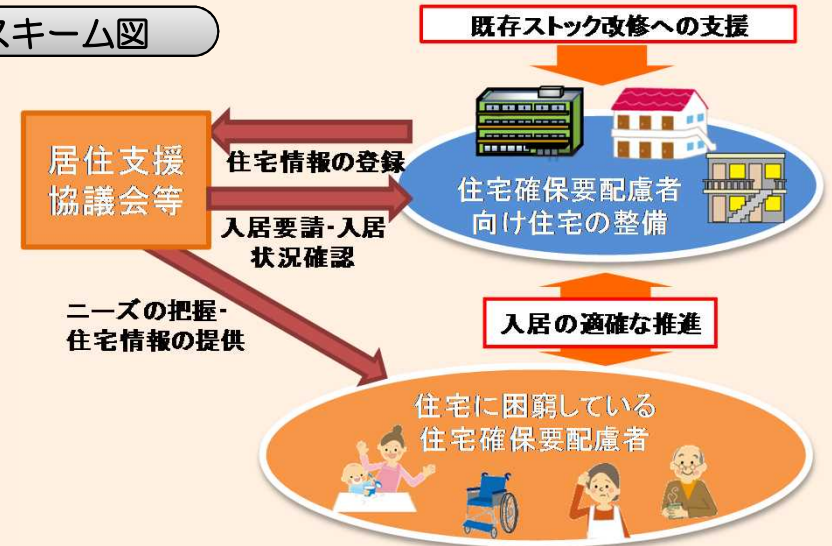 スキーム図
既存ストック改修への支援
居住支援
協議会等
住宅情報の登録
入居要請-入居
状況確認
住宅確保要配慮者
向け住宅の整備
ニーズの把握-
住宅情報の提供
入居の適確な推進
住宅に困窮している
住宅確保要配慮者